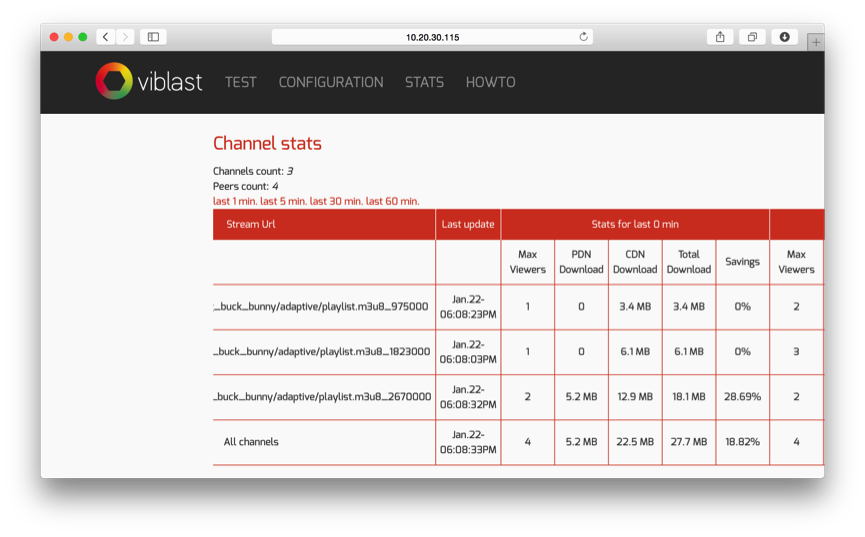 10.20.30.115
viblast TEST CONFIGURATION STATS HOWTO
Channel stats
Channels count: 3
Peers count: 4
last 1 min. last 5 min. last 30 min. last 60 min.
Stream Url Last update Stats for last 0 min
Max Viewers PDN Download CDN Download Total Download Savings Max Viewers
_buck_bunny/adaptive/playlist.m3u8_975000 Jan.22-06:08:23PM 1 0 3.4 MB 3.4 MB 0% 2
_buck_bunny/adaptive/playlist.m3u8_1823000 Jan.22-06:08:03PM 1 0 6.1 MB 6.1 MB 0% 3
_buck_bunny/adaptive/playlist.m3u8_2670000 Jan.22-06:08:32PM 2 5.2 MB 12.9 MB 18.1 MB 28.69% 2
All channels Jan.22-06:08:33PM 4 5.2 MB 22.5 MB 27.7 MB 18.82% 4